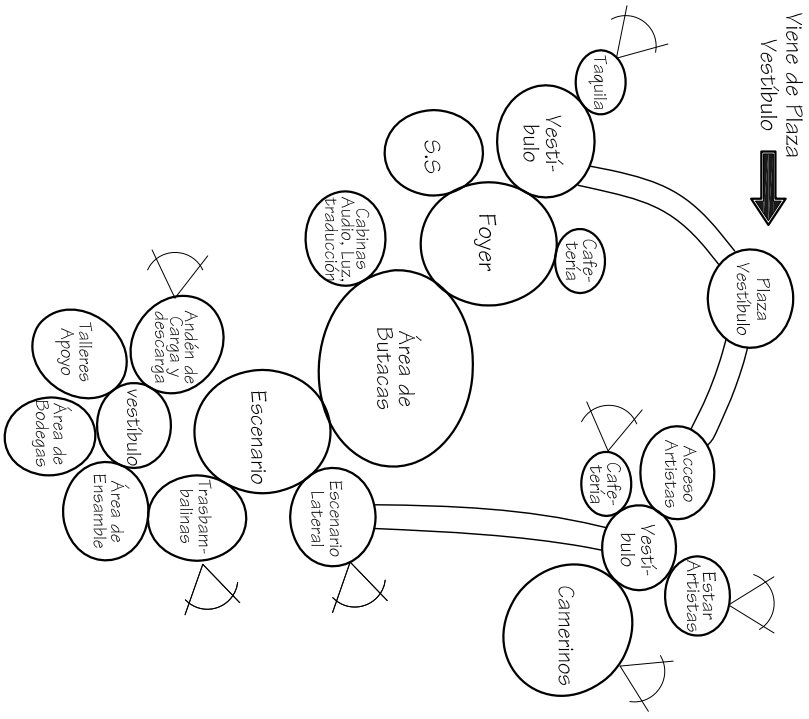 Viene de Plaza
Vestíbulo
Plaza
Vestíbulo
Acceso
Artistas
Estar
Artistas
Vestí-
bulo
Cafe-
tería
Taquila
Cafe-
tería
Camerinos
Vestí-
bulo
Foyer
S.S
Área de
Butacas
Cabinas
Audio, Luz,
traducción
Escenario
Lateral
Escenario
Trasbam-
balinas
Andén de
Carga y
descarga
vestíbulo
Área de
Ensamble
Talleres
Apoyo
Área de
Bodegas